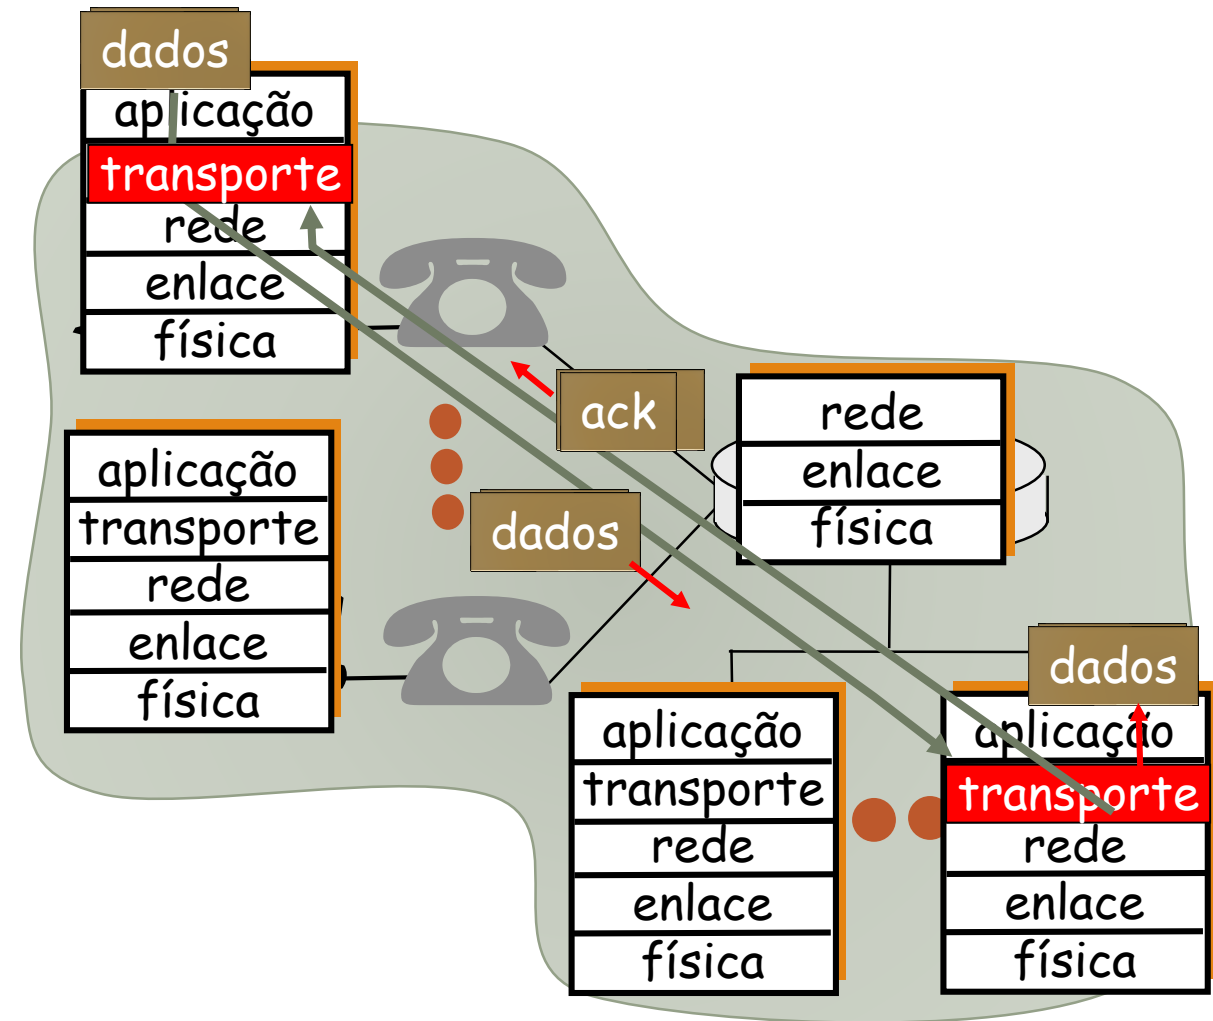 dados
aplicação
transporte
rede
enlace
física
ack
rede
enlace
física
aplicação
transporte
rede
enlace
física
dados
dados
aplicação
transporte
rede
enlace
física
aplicação
transporte
rede
enlace
física